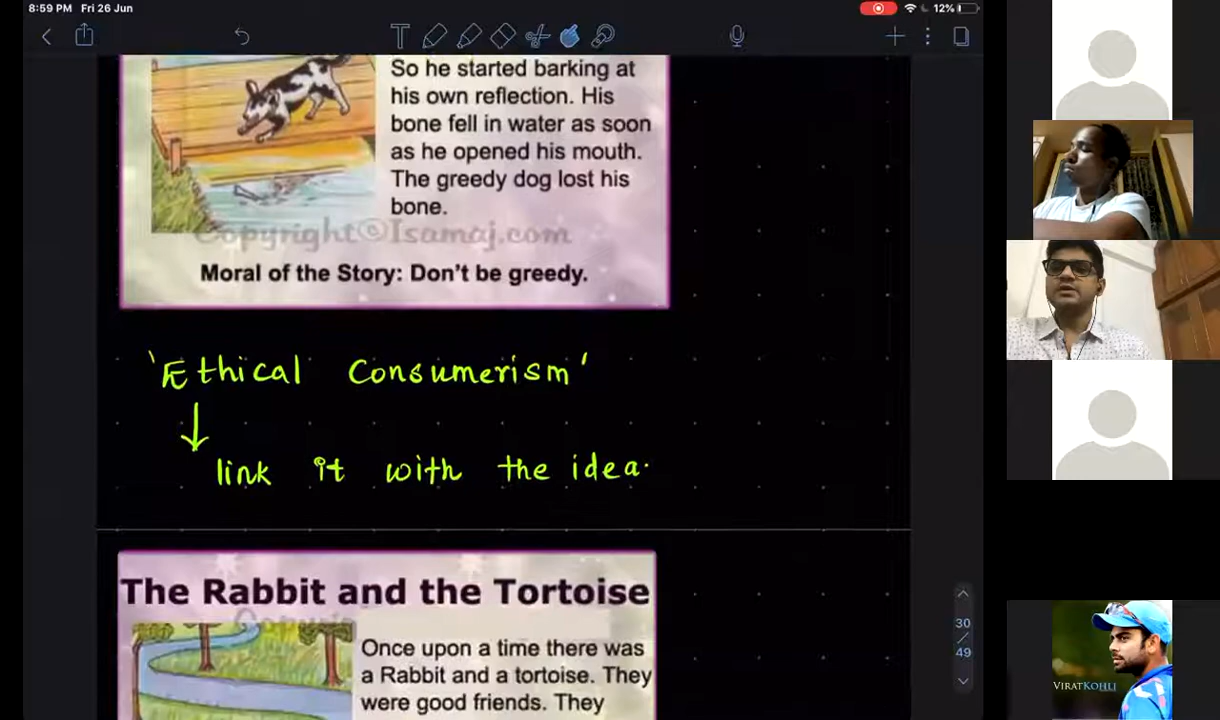 8:59 PM Fri 26 Jun
12%
T
So he started barking at
his own reflection. His
bone fell in water as soon
as he opened his mouth.
The greedy dog lost his
bone.
Copyright©Isamaj.com
Moral of the Story: Don't be greedy.
'Ethical Consumerism'
link it with the idea.
The Rabbit and the Tortoise
Once upon a time there was
a Rabbit and a tortoise. They
were good friends. They
30
/
49
VIRATKOHLI